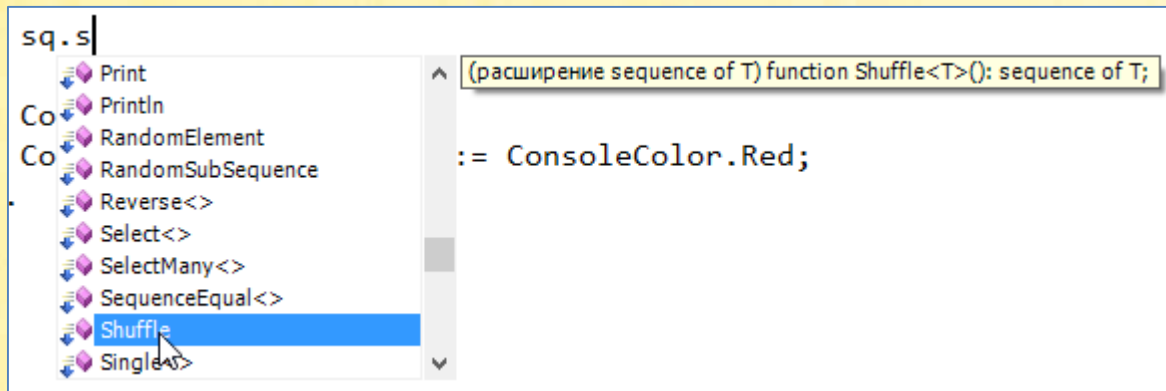 sq.s
Print
(расширение sequence of T) function Shuffle<T>(): sequence of T;
Println
Co
RandomElement
Co
:= ConsoleColor.Red;
RandomSubSequence
Reverse<>
.
Select<>
SelectMany<>
SequenceEqual<>
Shuffle
Single<>